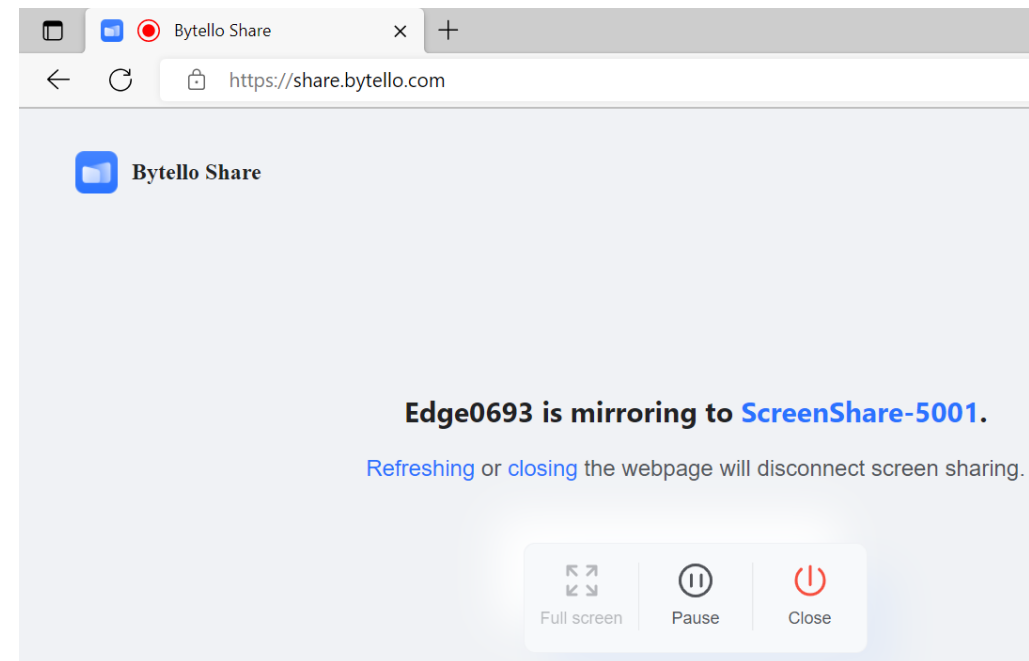 Bytello Share
https://share.bytello.com
Bytello Share
Edge0693 is mirroring to ScreenShare-5001.
Refreshing or closing the webpage will disconnect screen sharing.
Full screen Pause Close